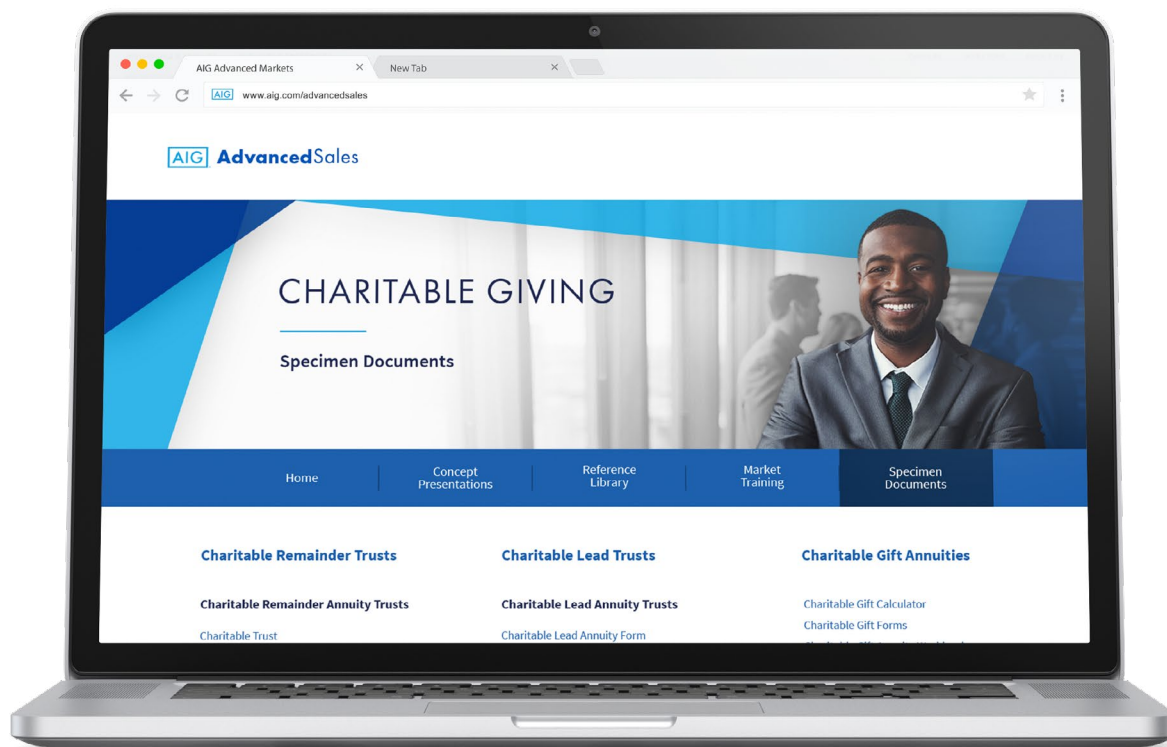 AIG Advanced Markets
New Tab
AIG www.aig.com/advancedsales
AIG AdvancedSales
CHARITABLE GIVING
Specimen Documents
Home
Concept
Presentations
Reference
Library
Market
Training
Specimen
Documents
Charitable Remainder Trusts
Charitable Remainder Annuity Trusts
Charitable Trust
Charitable Lead Trusts
Charitable Lead Annuity Trusts
Charitable Lead Annuity Form
Charitable Gift Annuities
Charitable Gift Calculator
Charitable Gift Forms